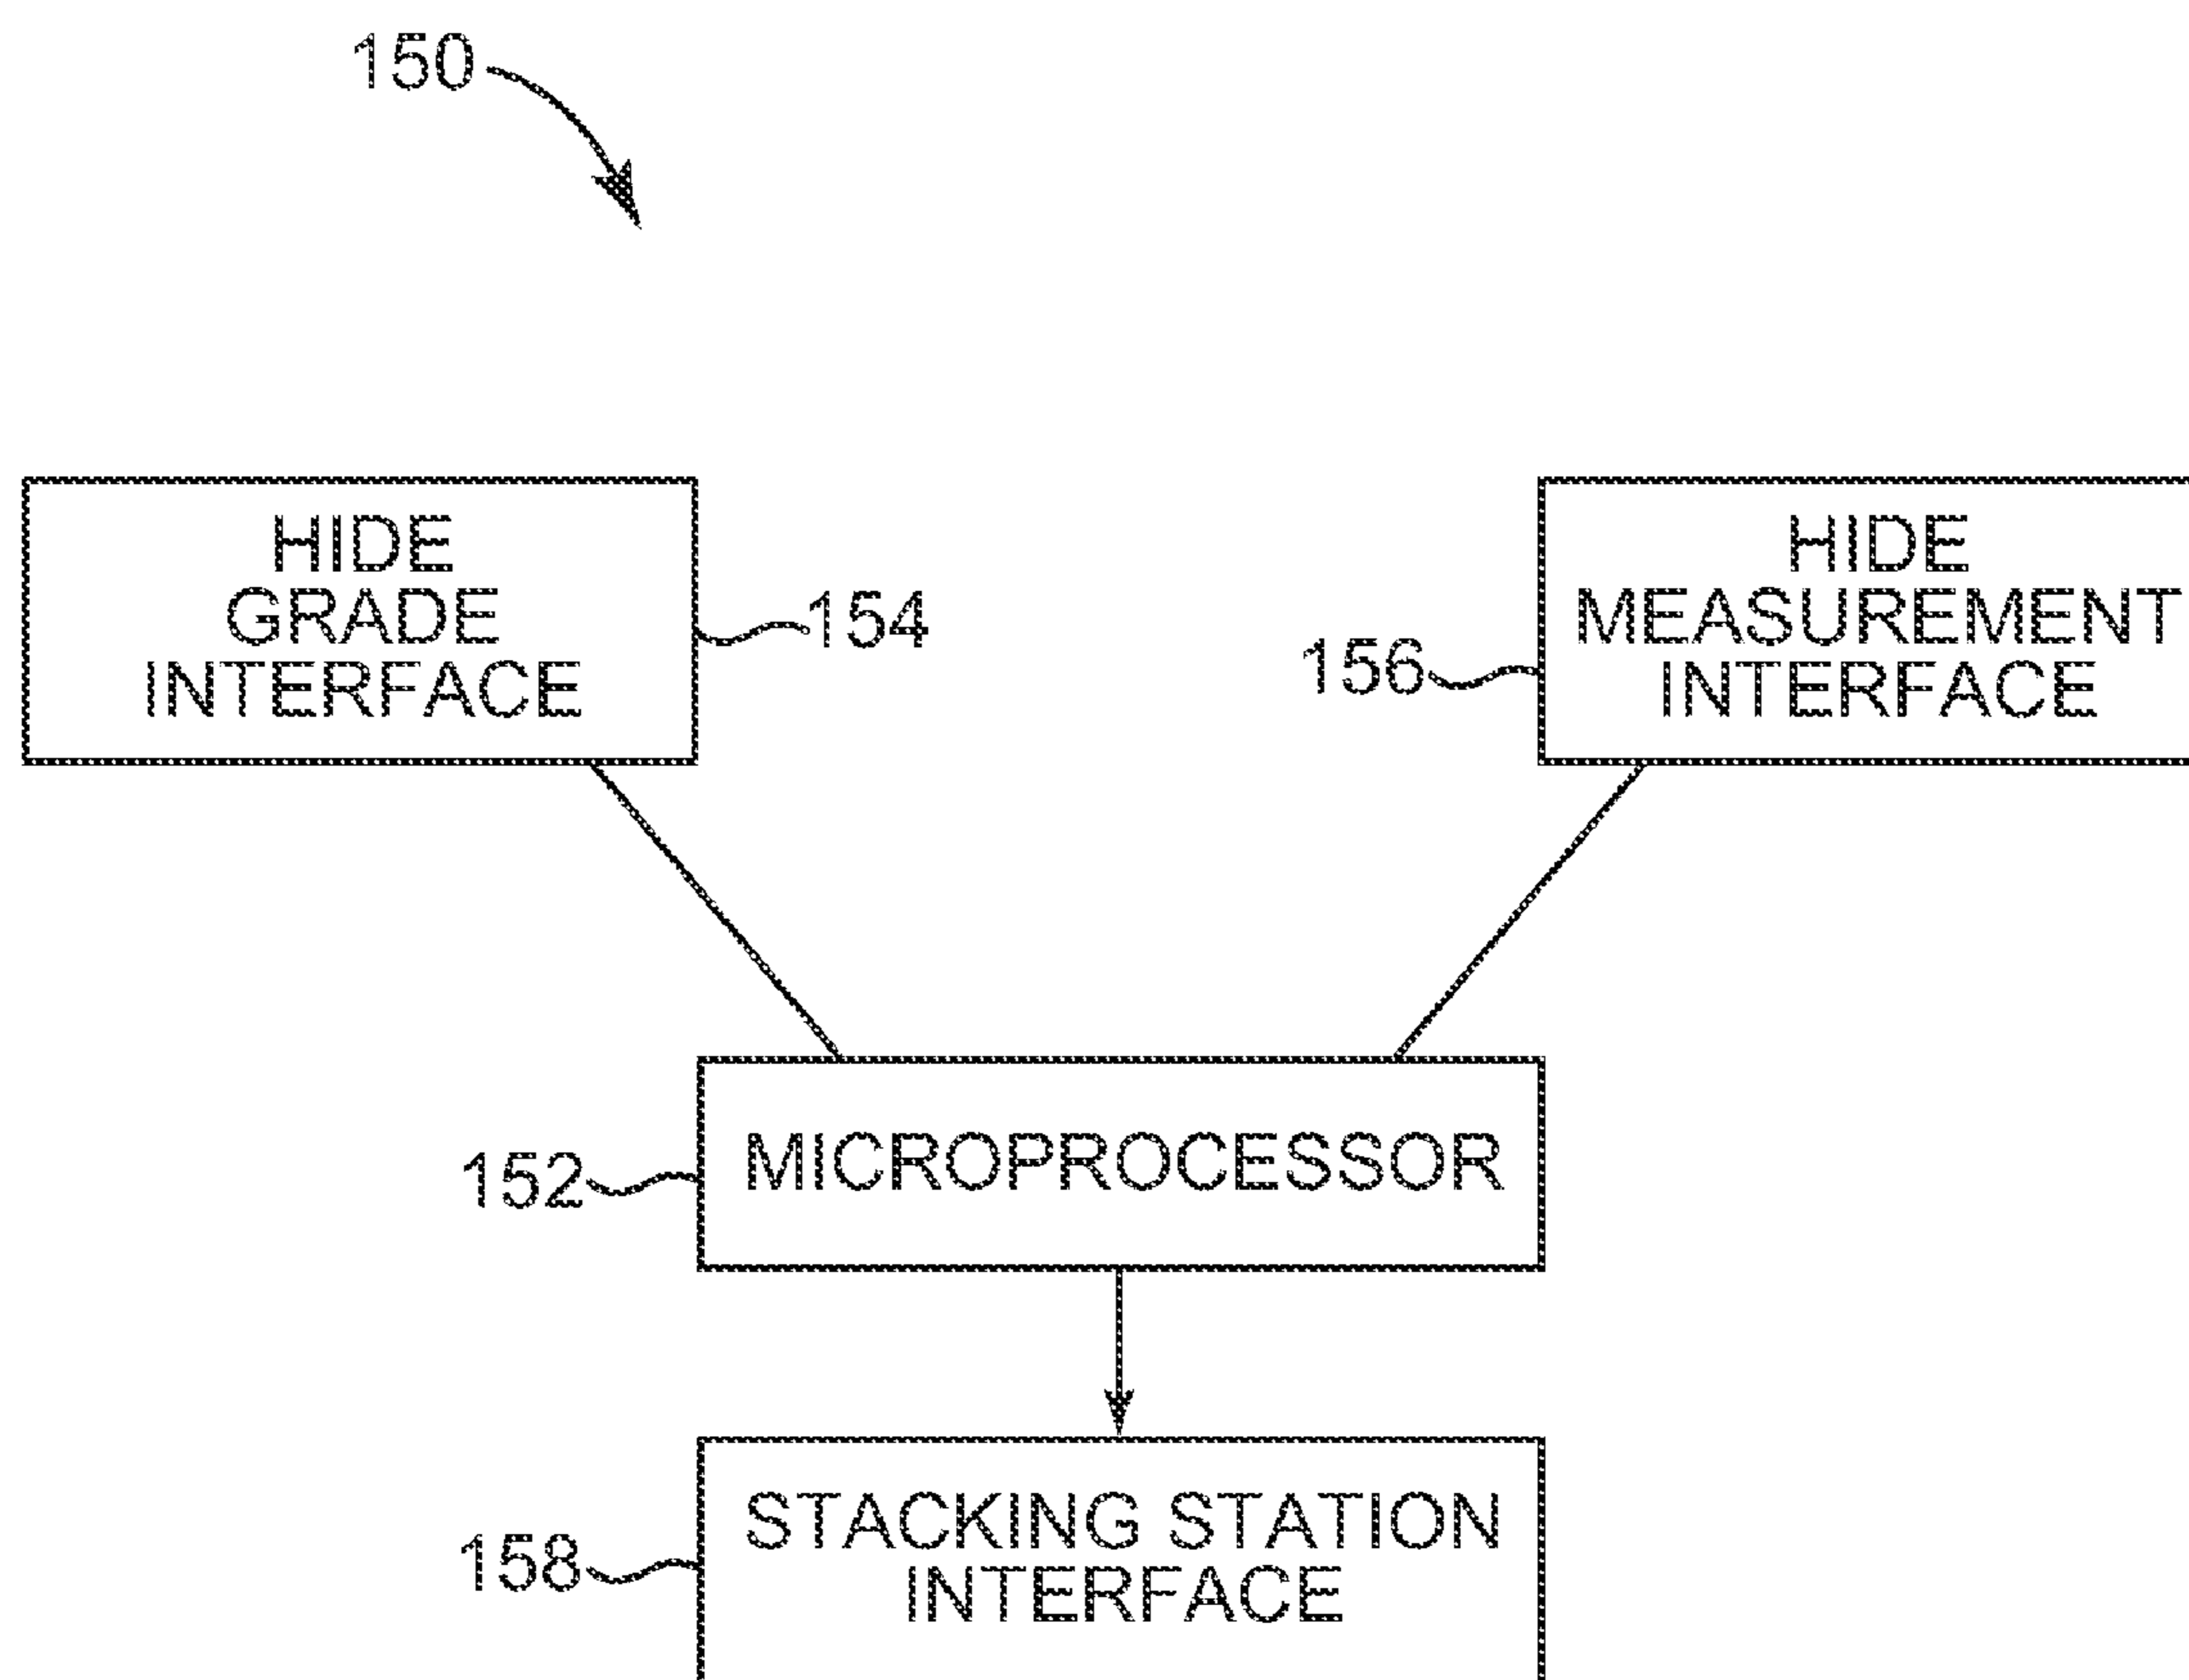 150
HIDE
GRADE
INTERFACE
154
HIDE
MEASUREMENT
INTERFACE
156
MICROPROCESSOR
152
STACKING STATION
INTERFACE
158